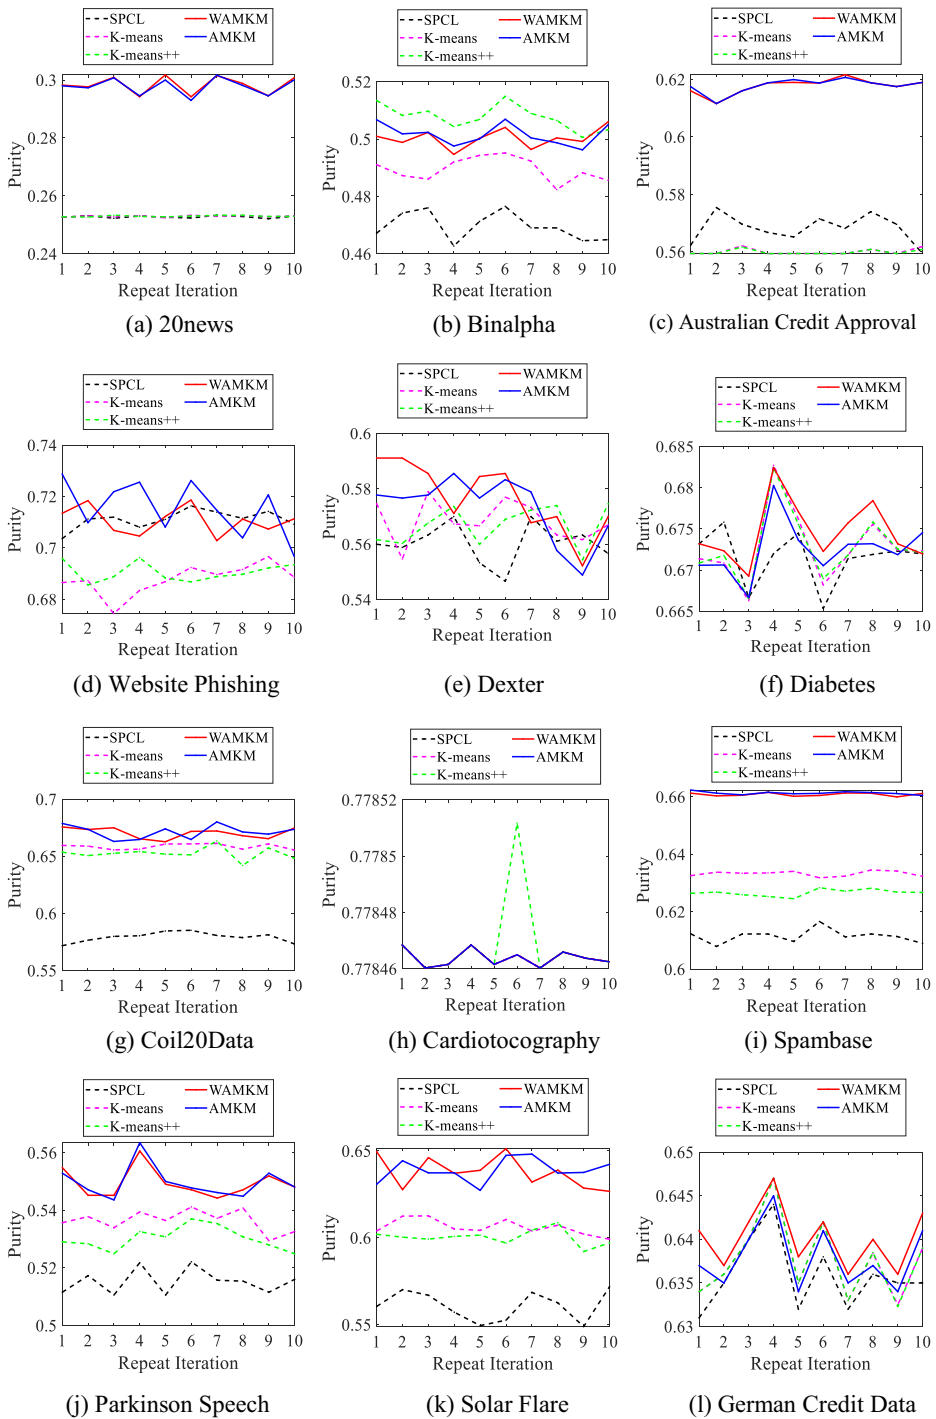 SPCL WAMKM
K-means AMKM
K-means++
0.3
0.28
0.26
0.24
Purity
1 2 3 4 5 6 7 8 9 10
Repeat Iteration
(a) 20news
SPCL WAMKM
K-means AMKM
K-means++
0.52
0.5
0.48
0.46
Purity
1 2 3 4 5 6 7 8 9 10
Repeat Iteration
(b) Binalpha
SPCL WAMKM
K-means AMKM
K-means++
0.62
0.6
0.58
0.56
Purity
1 2 3 4 5 6 7 8 9 10
Repeat Iteration
(c) Australian Credit Approval
SPCL WAMKM
K-means AMKM
K-means++
0.74
0.72
0.7
0.68
Purity
1 2 3 4 5 6 7 8 9 10
Repeat Iteration
(d) Website Phishing
SPCL WAMKM
K-means AMKM
K-means++
0.6
0.58
0.56
0.54
Purity
1 2 3 4 5 6 7 8 9 10
Repeat Iteration
(e) Dexter
SPCL WAMKM
K-means AMKM
K-means++
0.685
0.68
0.675
0.67
0.665
Purity
1 2 3 4 5 6 7 8 9 10
Repeat Iteration
(f) Diabetes
SPCL WAMKM
K-means AMKM
K-means++
0.7
0.65
0.6
0.55
Purity
1 2 3 4 5 6 7 8 9 10
Repeat Iteration
(g) Coil20Data
SPCL WAMKM
K-means AMKM
K-means++
0.77852
0.7785
0.77848
0.77846
Purity
1 2 3 4 5 6 7 8 9 10
Repeat Iteration
(h) Cardiotocography
SPCL WAMKM
K-means AMKM
K-means++
0.66
0.64
0.62
0.6
Purity
1 2 3 4 5 6 7 8 9 10
Repeat Iteration
(i) Spambase
SPCL WAMKM
K-means AMKM
K-means++
0.56
0.54
0.52
0.5
Purity
1 2 3 4 5 6 7 8 9 10
Repeat Iteration
(j) Parkinson Speech
SPCL WAMKM
K-means AMKM
K-means++
0.65
0.6
0.55
Purity
1 2 3 4 5 6 7 8 9 10
Repeat Iteration
(k) Solar Flare
SPCL WAMKM
K-means AMKM
K-means++
0.65
0.645
0.64
0.635
0.63
Purity
1 2 3 4 5 6 7 8 9 10
Repeat Iteration
(l) German Credit Data